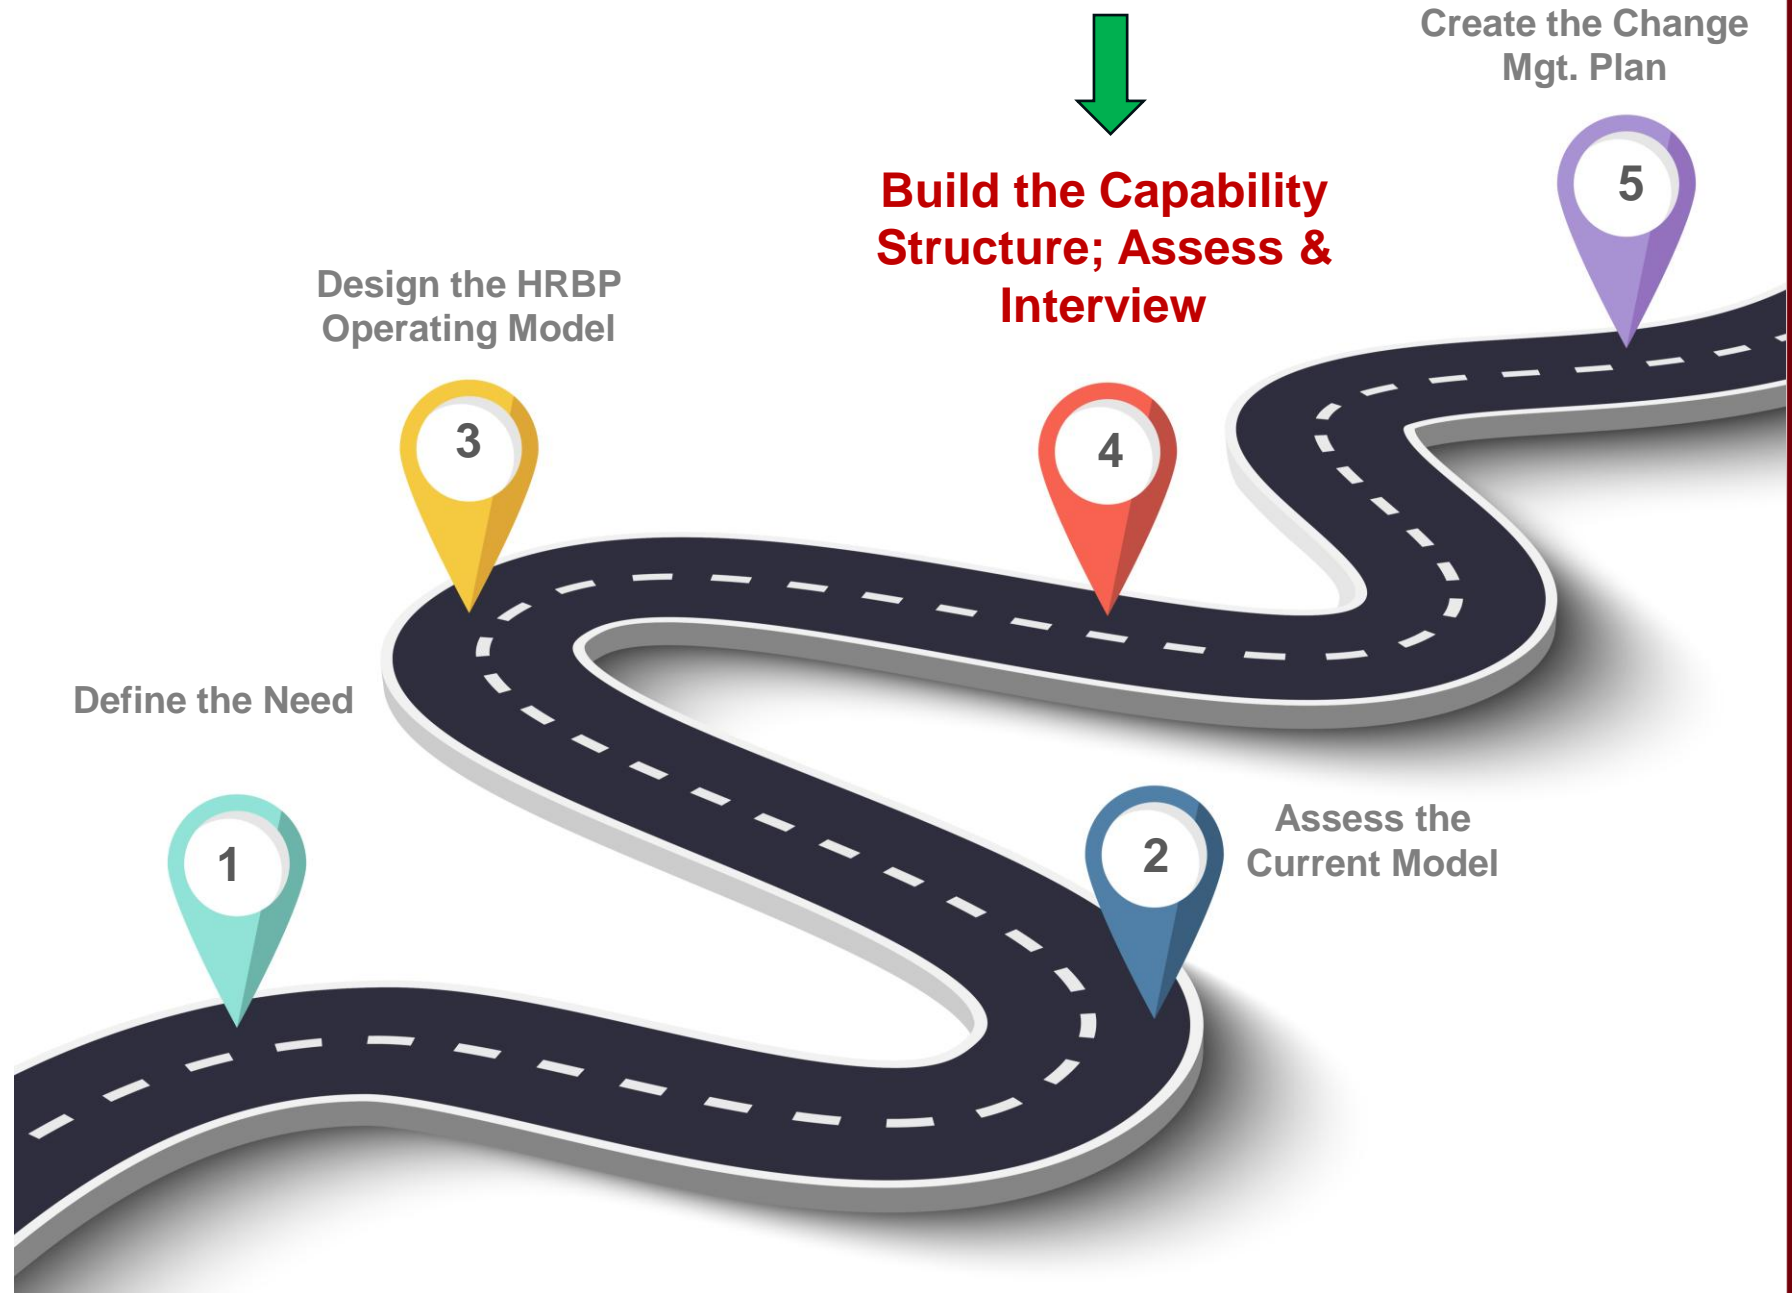 Create the Change
Mgt. Plan
5
Build the Capability
Structure; Assess &
Interview
4
Design the HRBP
Operating Model
3
Define the Need
1
Assess the
Current Model
2